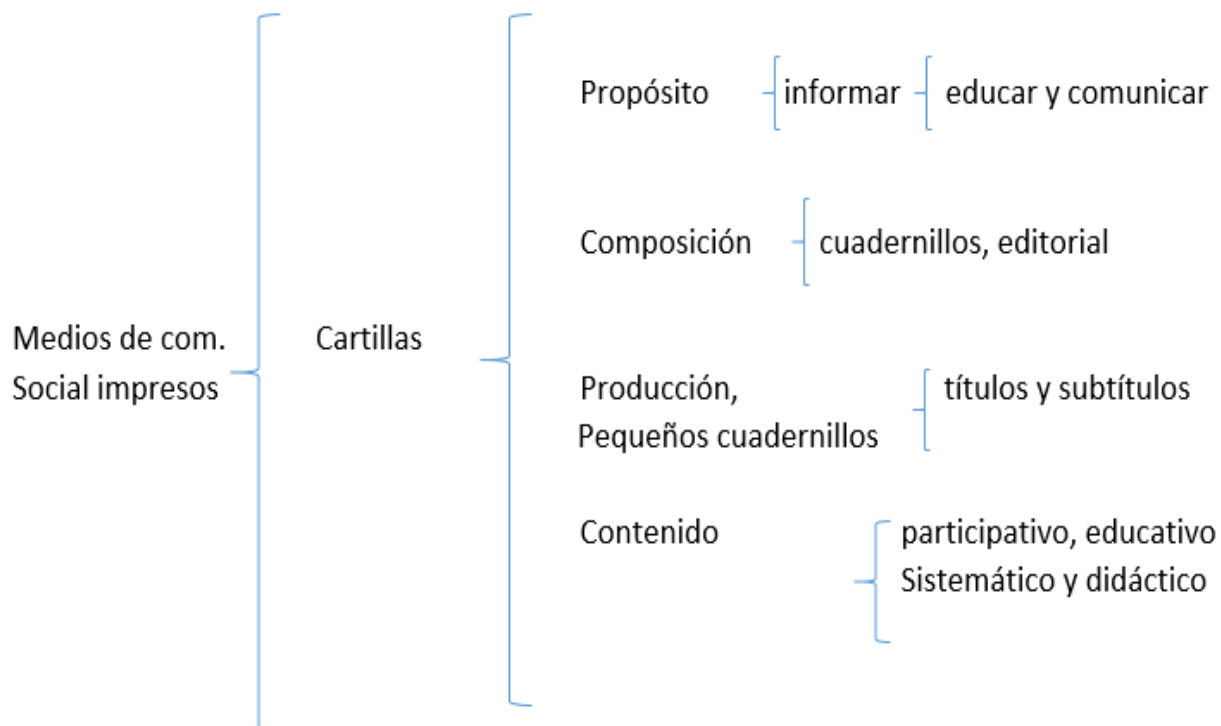 Propósito informar educar y comunicar
Composición cuadernillos, editorial
Medios de com. Cartillas
Social impresos
Producción, títulos y subtítulos
Pequeños cuadernillos
Contenido participativo, educativo
Sistemático y didáctico